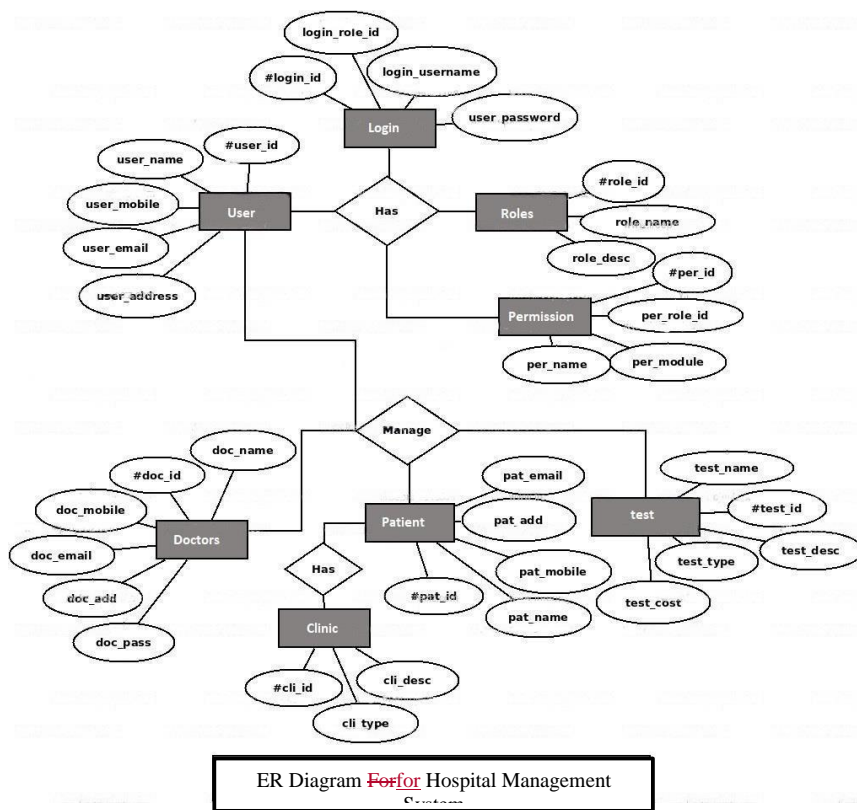 login_role_id
login_username
#login_id
user_password
Login
#user_id
user_name
user_mobile
User
user_email
user_address
Has
#role_id
Roles
role_name
role_desc
#per_id
Permission
per_role_id
per_name
per_module
Manage
doc_name
#doc_id
doc_mobile
Doctors
doc_email
doc_add
doc_pass
pat_email
Patient
pat_add
pat_mobile
#pat_id
pat_name
Has
Clinic
#cli_id
cli_desc
cli_type
test_name
test
#test_id
test_desc
test_type
test_cost
ER Diagram Forfor Hospital Management
System